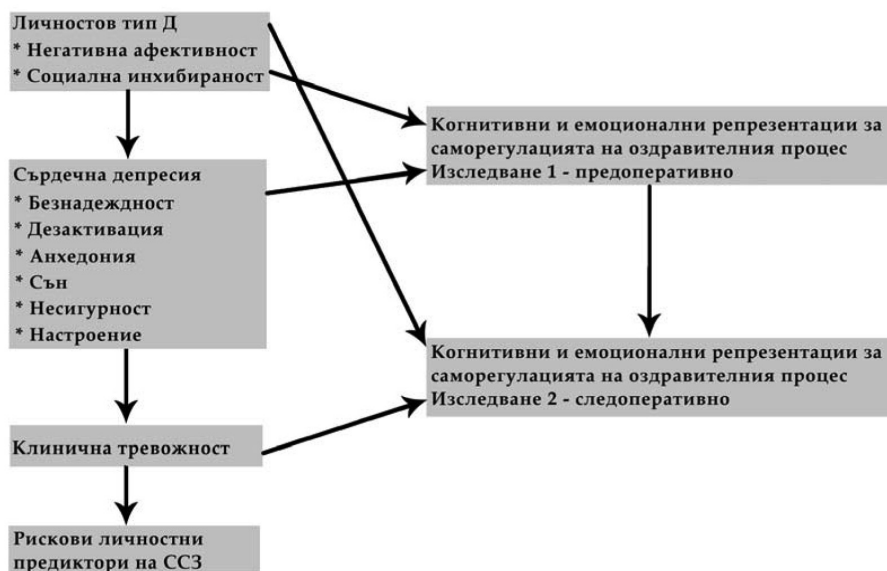 Личностов тип Д
* Негативна афективност
* Социална инхибираност
Когнитивни и емоционални репрезентации за
саморегулацията на оздравителния процес
Изследване 1 - предоперативно
Сърдечна депресия
* Безнадеждност
* Дезактивация
* Анхедония
* Сън
* Несигурност
* Настроение
Когнитивни и емоционални репрезентации за
саморегулацията на оздравителния процес
Изследване 2 - следоперативно
Клинична тревожност
Рискови личностни
предиктори на ССЗ